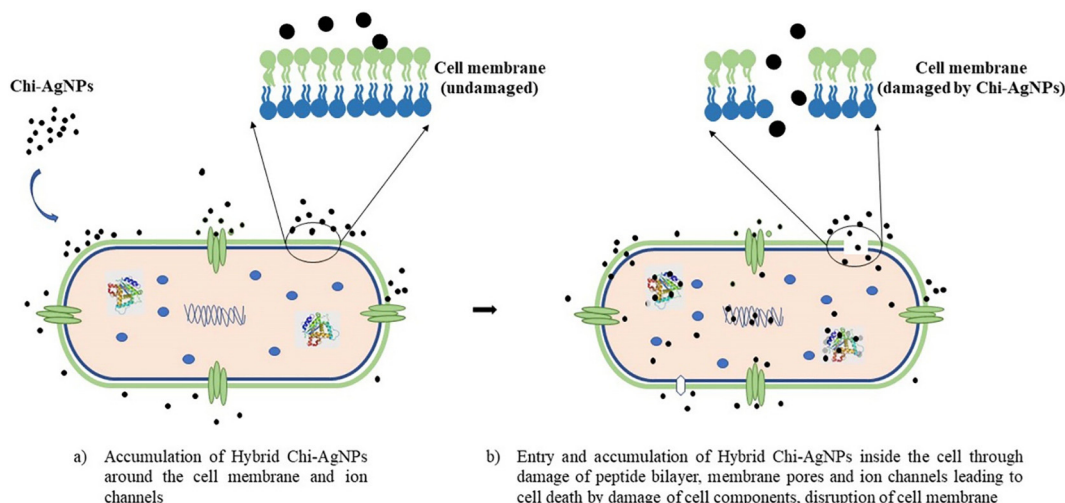 Chi-AgNPs
Cell membrane
(undamaged)
Cell membrane
(damaged by Chi-AgNPs)
a) Accumulation of Hybrid Chi-AgNPs
around the cell membrane and ion
channels
b) Entry and accumulation of Hybrid Chi-AgNPs inside the cell through
damage of peptide bilayer, membrane pores and ion channels leading to
cell death by damage of cell components, disruption of cell membrane